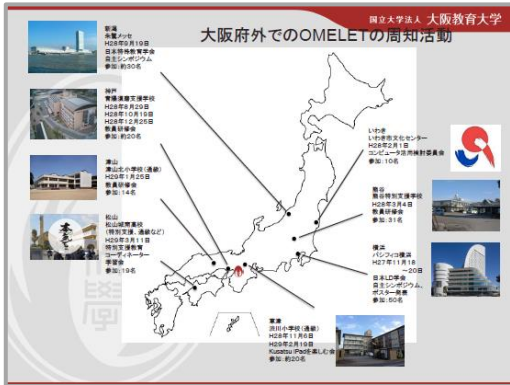 国立大学法人 大阪教育大学
大阪府外でのOMELETの周知活動
新潟
朱鷺メッセ
H28年9月19日
日本特殊教育学会
自主シンポジウム
参加:約30名
神戸
青陽須磨支援学校
H28年8月29日
H28年10月19日
H28年12月25日
教員研修会
参加:約20名
津山
津山北小学校(通級)
H29年1月25日
教員研修会
参加:14名
松山
松山城南高校
(特別支援、通級など)
H29年3月11日
特別支援教育
コーディネーター
学習会
参加:19名
いわき
いわき市文化センター
H28年2月1日
コンピュータ活用検討委員会
参加:10名
熊谷
熊谷特別支援学校
H28年3月4日
教員研修会
参加:31名
横浜
パシフィコ横浜
H27年11月18
~20日
日本LD学会
自主シンポジウム、
ポスター発表
参加:60名
草津
渋川小学校(通級)
H28年11月6日
H29年2月19日
Kusatsu iPadを楽しむ会
参加:約20名